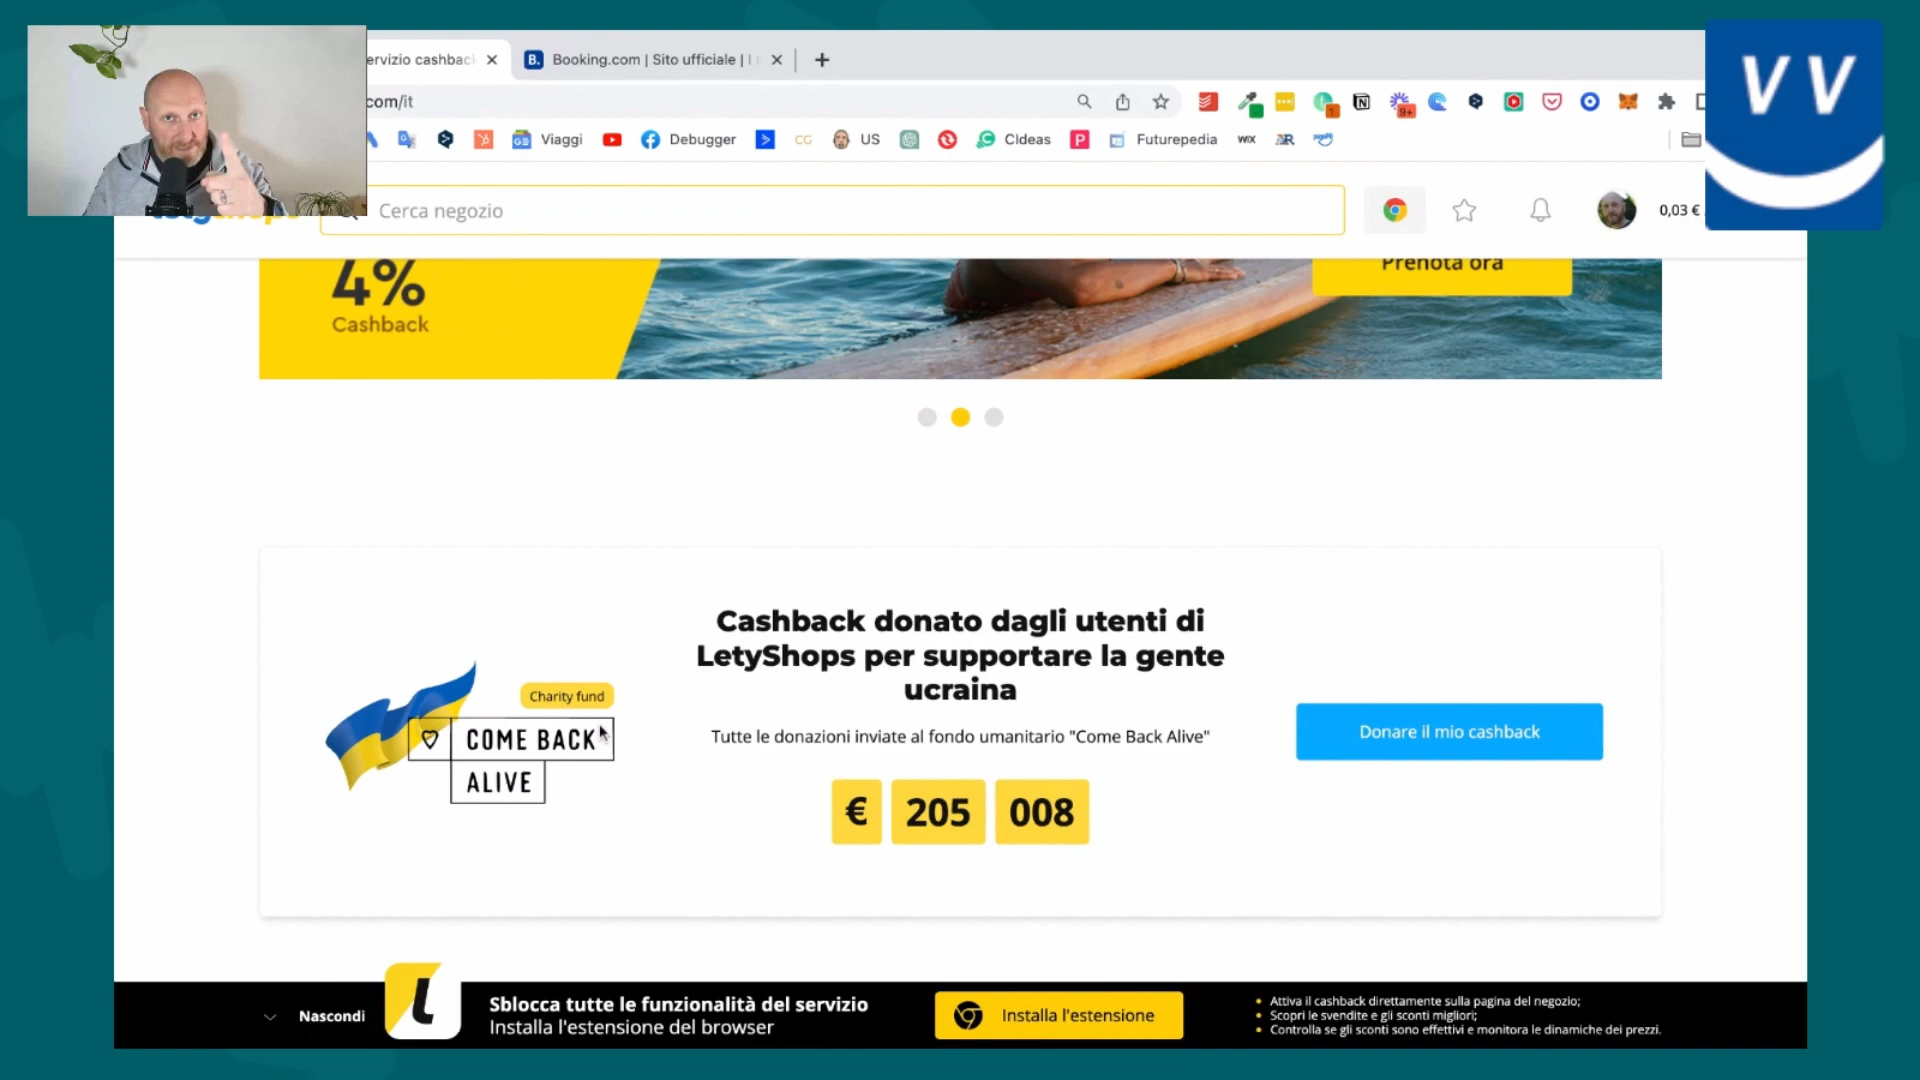 ervizio cashbac
B. Booking.com | Sito ufficiale | I
com/it
9+
1
Viaggi
Debugger
CG
US
CIdeas
Futurepedia
WIX
VV
Cerca negozio
0,03 €
4%
Cashback
Prenota ora
Charity fund
COME BACK
ALIVE
Cashback donato dagli utenti di
LetyShops per supportare la gente
ucraina
Tutte le donazioni inviate al fondo umanitario "Come Back Alive"
€ 205 008
Donare il mio cashback
Nascondi
L
Sblocca tutte le funzionalità del servizio
Installa l'estensione del browser
Installa l'estensione
• Attiva il cashback direttamente sulla pagina del negozio;
• Scopri le svendite e gli sconti migliori;
• Controlla se gli sconti sono effettivi e monitora le dinamiche dei prezzi.